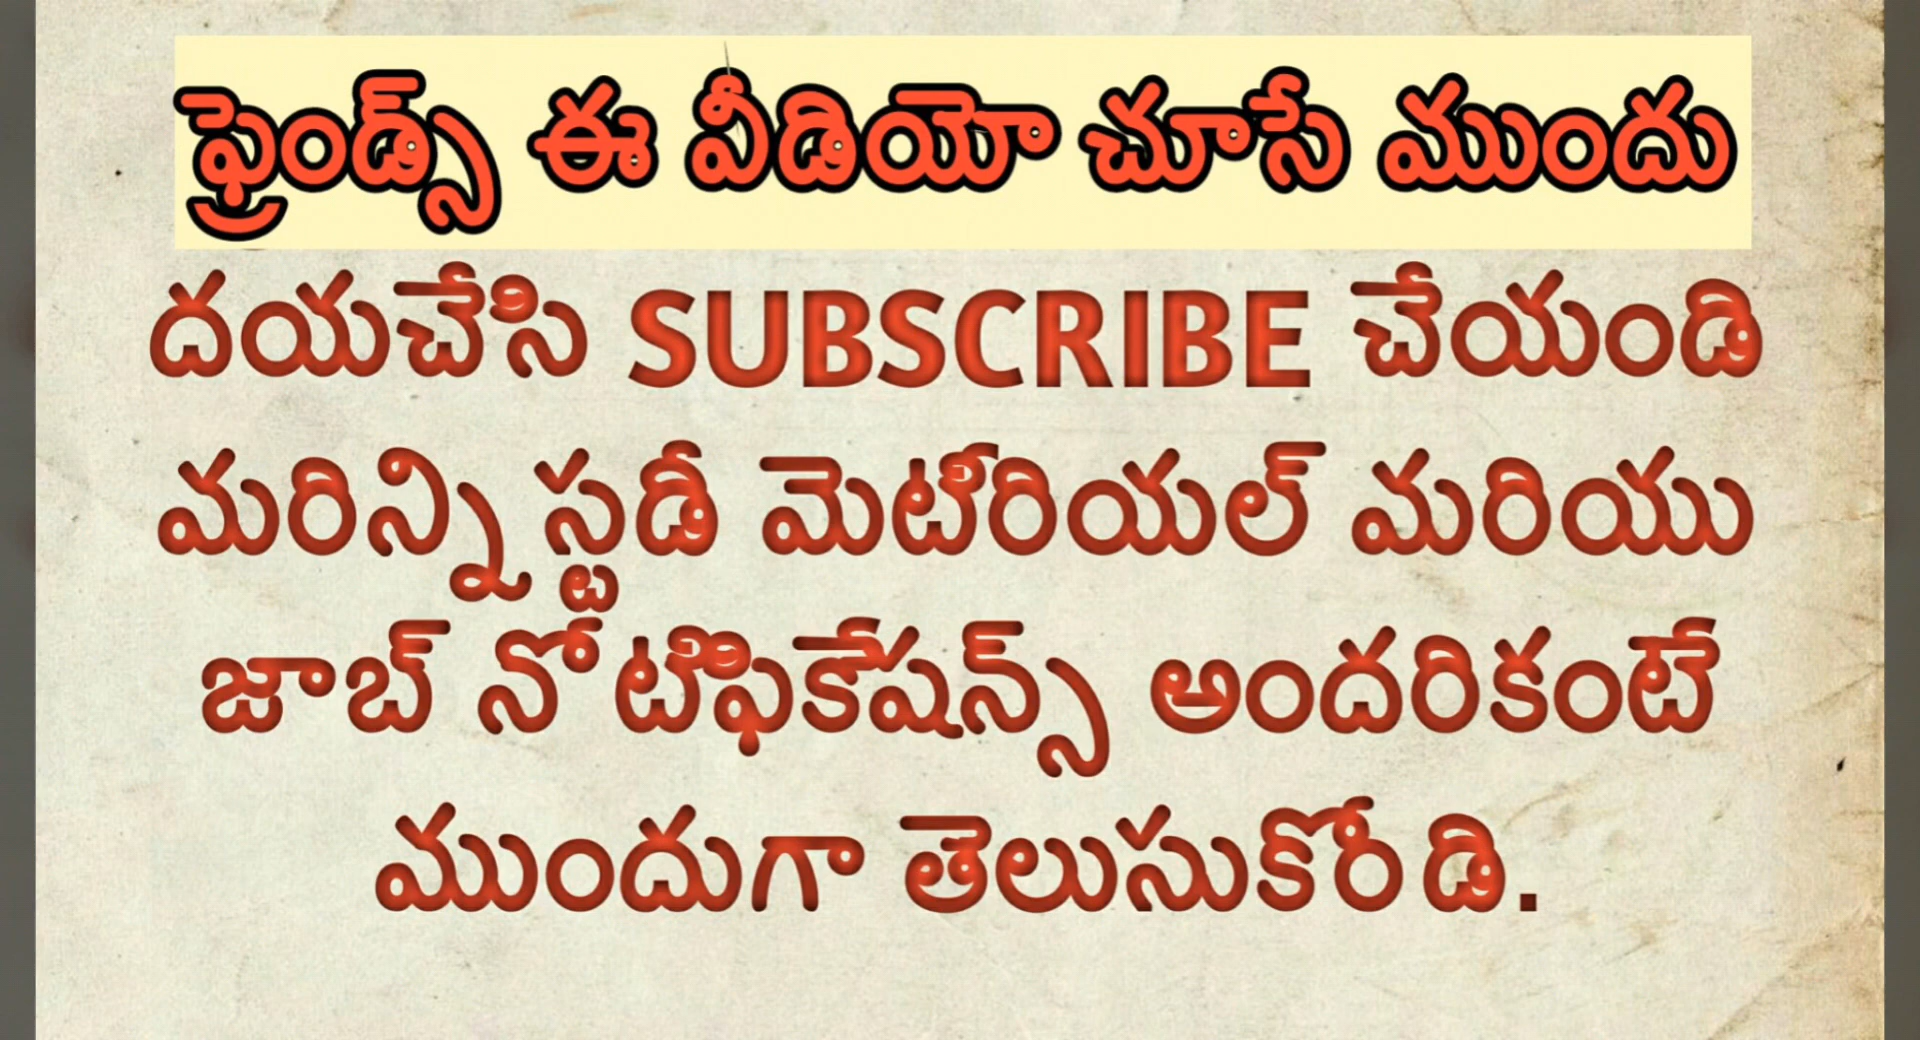 ఫ్రెండ్స్ ఈ వీడియో చూసే ముందు
దయచేసి SUBSCRIBE చేయండి
మరిన్ని స్టడీ మెటీరియల్ మరియు
జాబ్ నోటిఫికేషన్స్ అందరికంటే
ముందుగా తెలుసుకోండి.